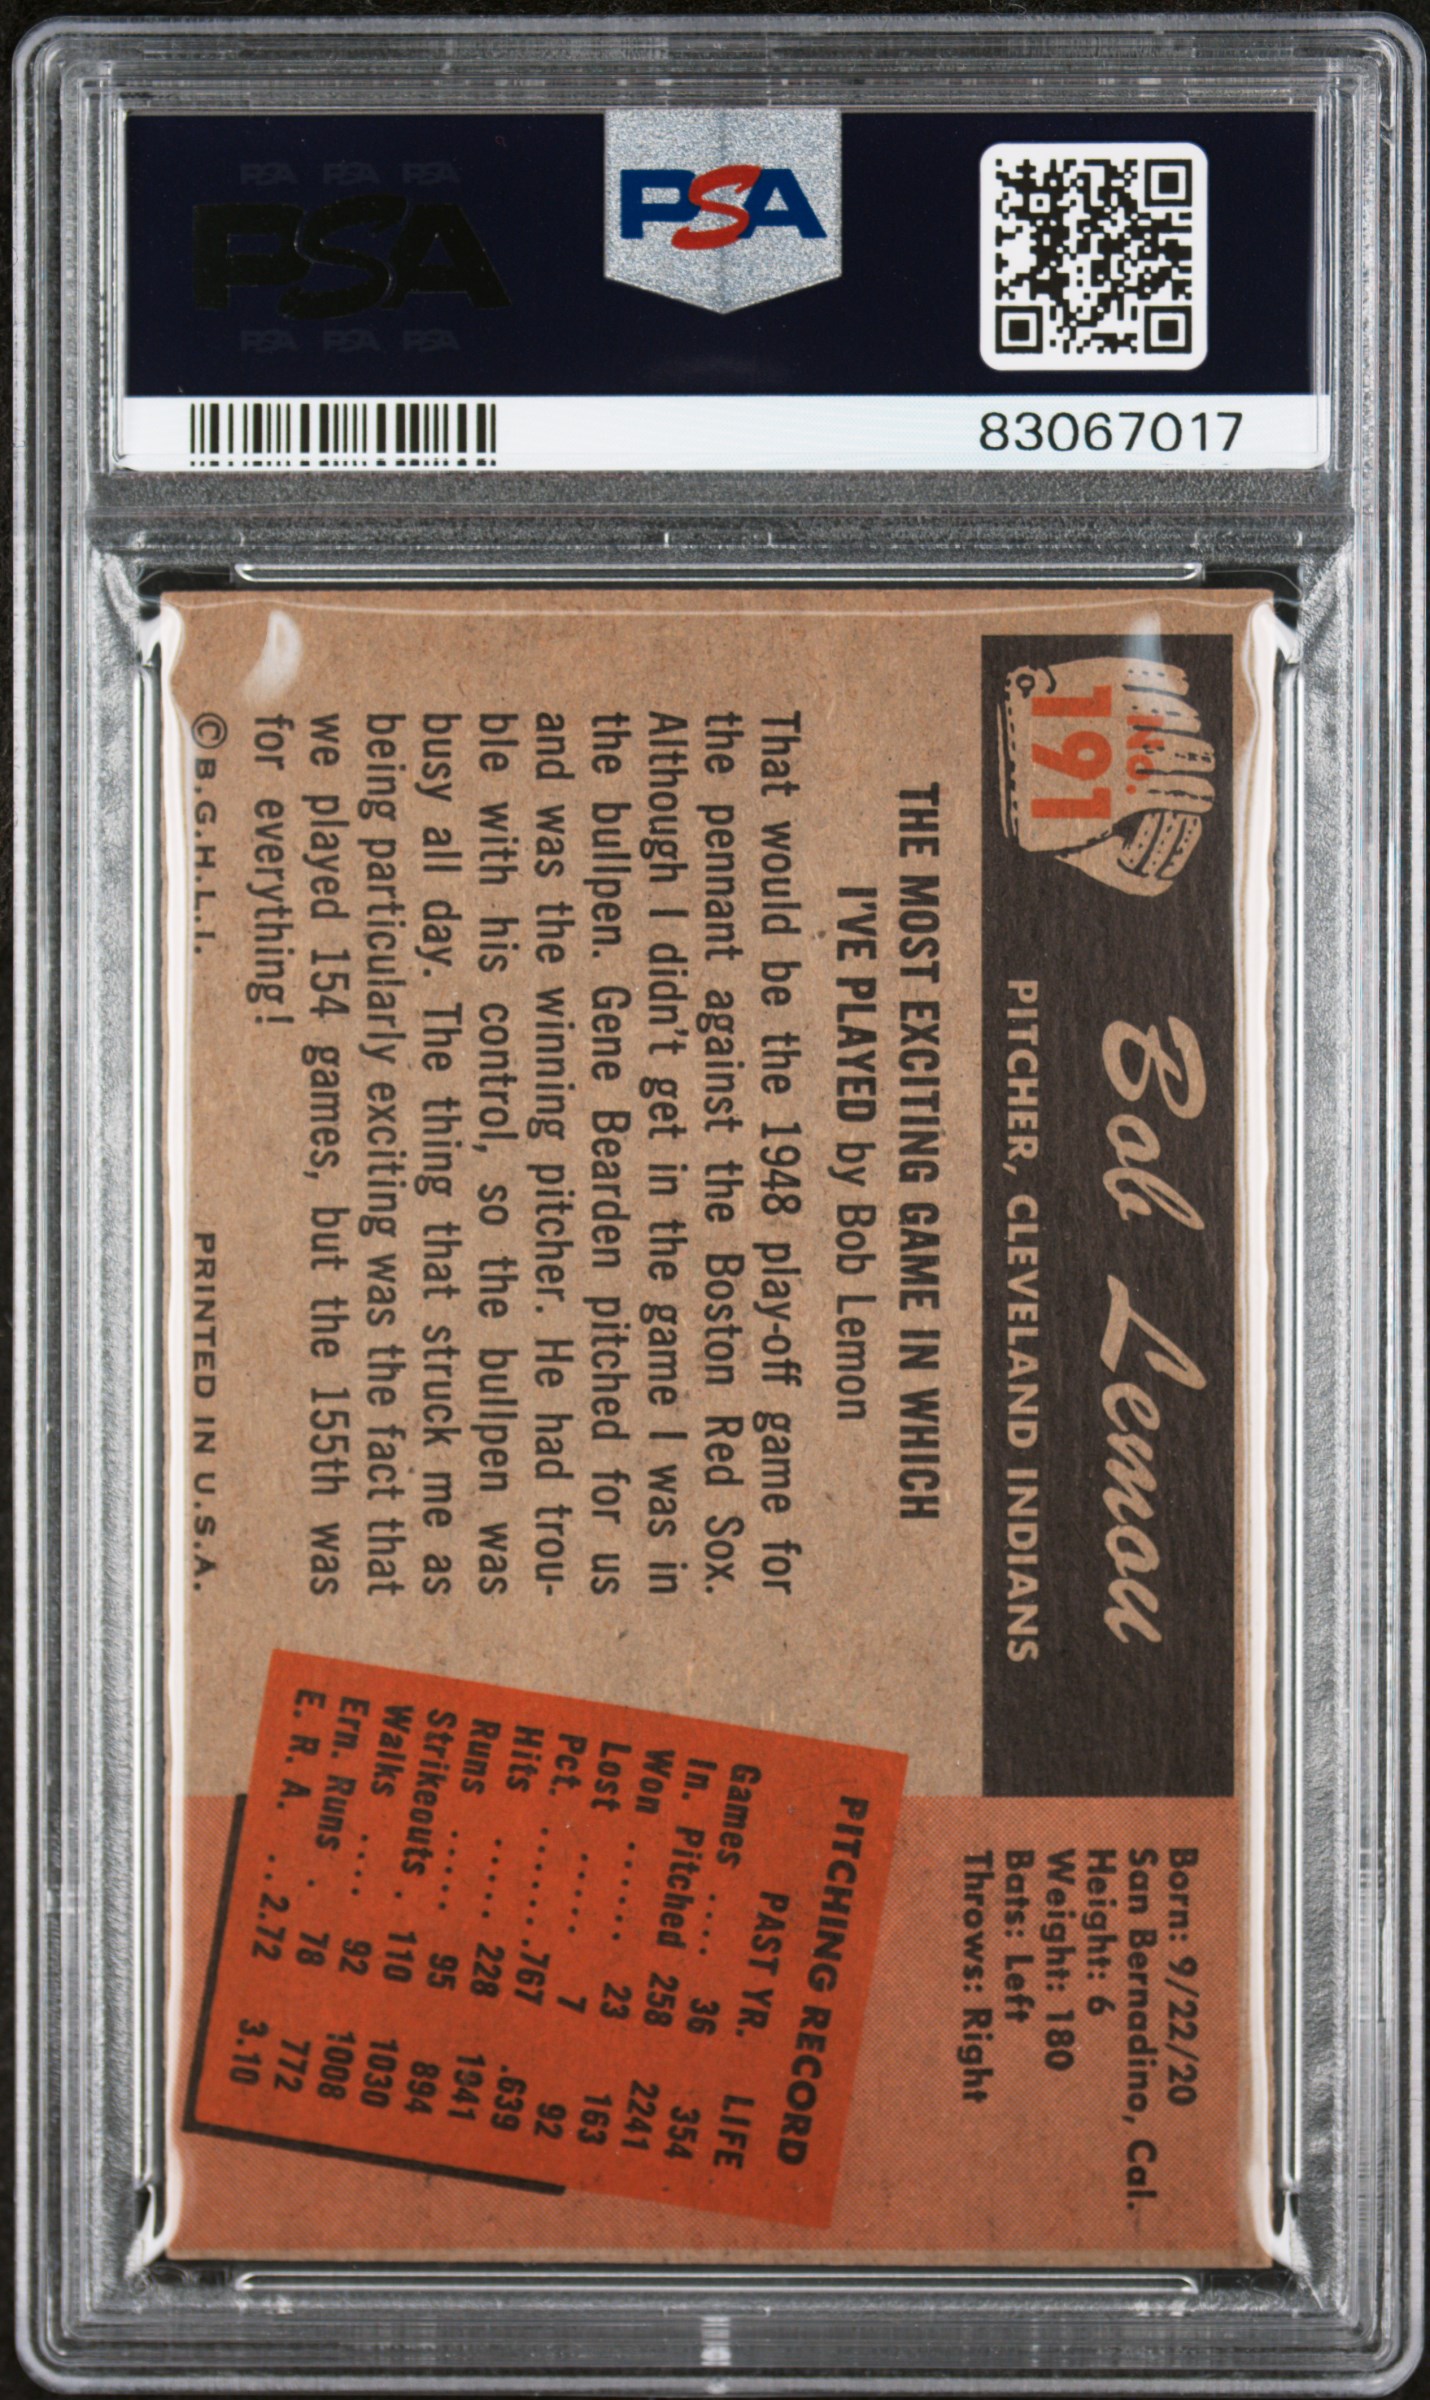 PSA PSA PSA
PSA
PSA PSA PSA
PSA
83067017
NO.
191
Bob Lemon
PITCHER, CLEVELAND INDIANS
Born: 9/22/20
San Bernadino, Cal.
Height: 6
Weight: 180
Bats: Left
Throws: Right
THE MOST EXCITING GAME IN WHICH
I'VE PLAYED by Bob Lemon
That would be the 1948 play-off game for
the pennant against the Boston Red Sox.
Although I didn't get in the game I was in
the bullpen. Gene Bearden pitched for us
and was the winning pitcher. He had trou-
ble with his control, so the bullpen was
busy all day. The thing that struck me as
being particularly exciting was the fact that
we played 154 games, but the 155th was
for everything!
© B.G.H.L.I. PRINTED IN U.S.A.
PITCHING RECORD
PAST YR. LIFE
Games .... 36 354
In. Pitched 258 2241
Won ...... 23 163
Lost ..... 7 92
Pct. ...... .767 .639
Hits ..... 228 1941
Runs ..... 95 894
Strikeouts . 110 1030
Walks .... 92 1008
Ern. Runs . 78 772
E. R. A. .. 2.72 3.10